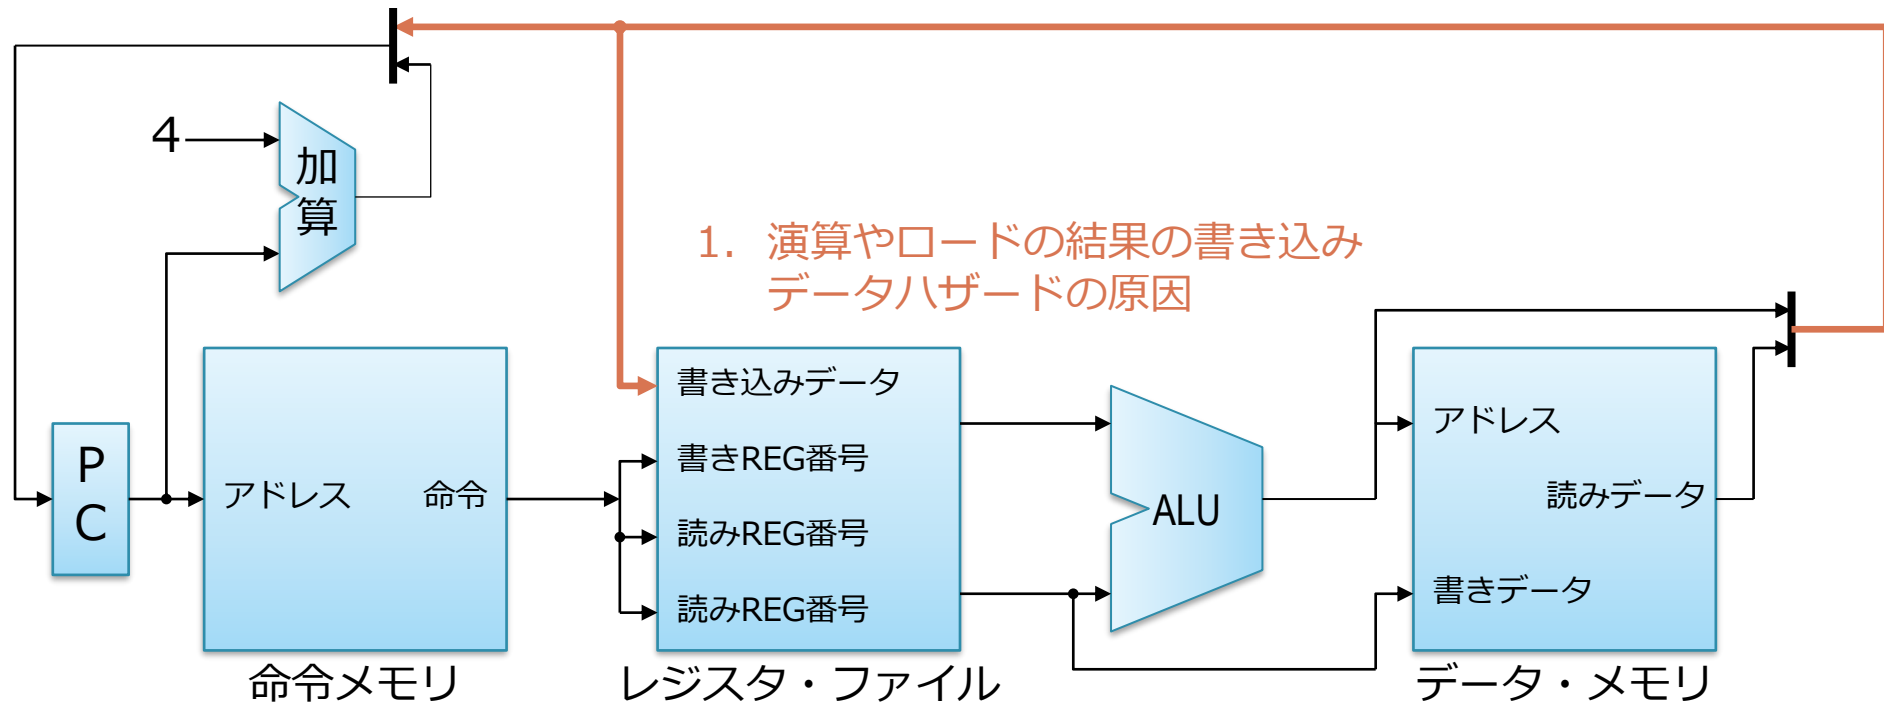 4
加
算
1. 演算やロードの結果の書き込み
データハザードの原因
P
C
アドレス 命令
命令メモリ
書き込みデータ
書きREG番号
読みREG番号
読みREG番号
レジスタ・ファイル
ALU
アドレス
読みデータ
書きデータ
データ・メモリ